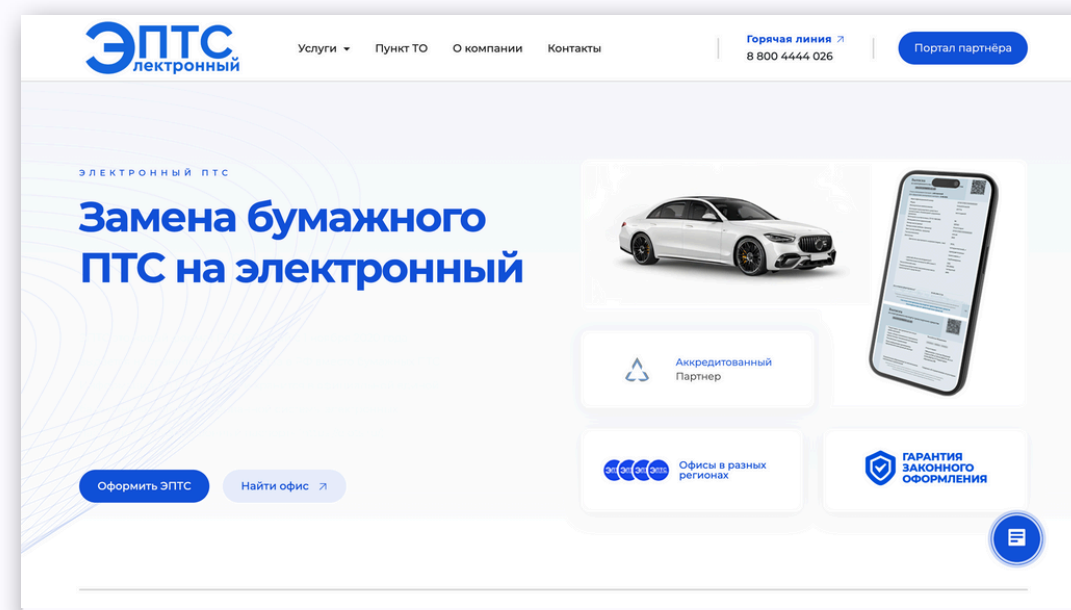 ЭПТС
лектронный
Услуги
Пункт ТО
О компании
Контакты
Горячая линия
8 800 4444 026
Портал партнёра
ЭЛЕКТРОННЫЙ ПТС
Замена бумажного
ПТС на электронный
Аккредитованный
Партнер
Офисы в разных
регионах
ГАРАНТИЯ
ЗАКОННОГО
ОФОРМЛЕНИЯ
Оформить ЭПТС
Найти офис